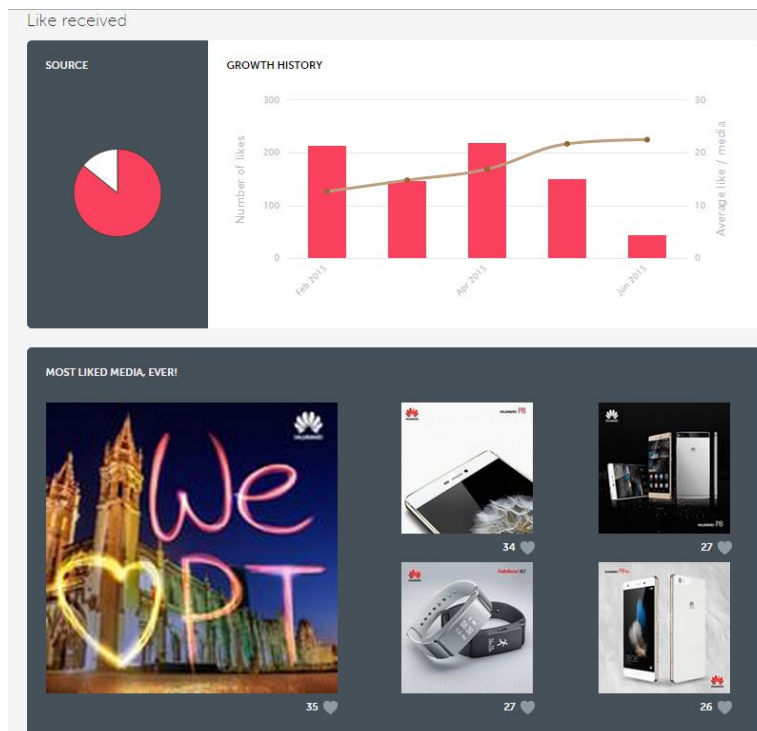 Like received
SOURCE
GROWTH HISTORY
300
200
100
0
Number of likes
30
20
10
0
Average like / media
Feb 2015
Apr 2015
Jun 2015
MOST LIKED MEDIA, EVER!
HUAWEI
We
PT
35
HUAWEI P8
34
HUAWEI P8
27
TalkBand B2
27
HUAWEI P8
26